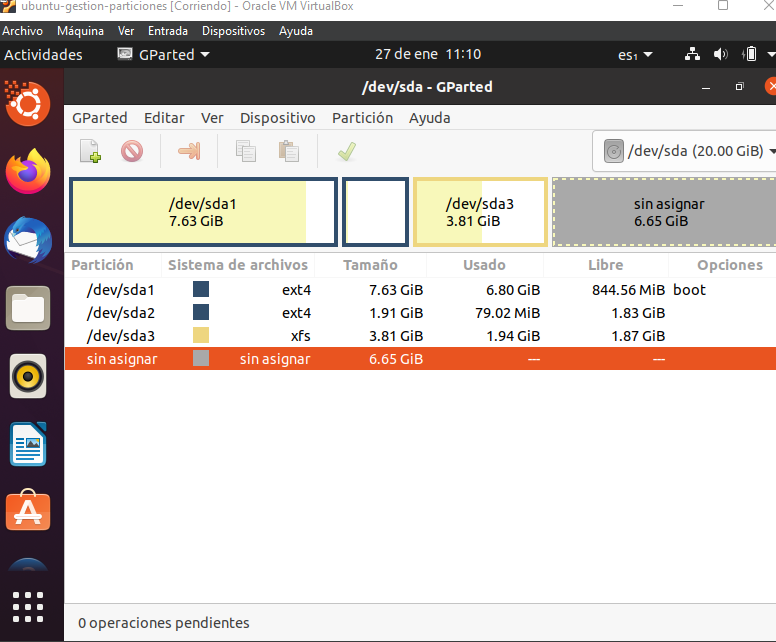 ubuntu-gestion-particiones [Corriendo] - Oracle VM VirtualBox
Archivo Máquina Ver Entrada Dispositivos Ayuda
Actividades GParted 27 de ene 11:10 es₁
/dev/sda - GParted
GParted Editar Ver Dispositivo Partición Ayuda
/dev/sda (20.00 GiB)
/dev/sda1 /dev/sda3 sin asignar
7.63 GiB 3.81 GiB 6.65 GiB
Partición Sistema de archivos Tamaño Usado Libre Opciones
/dev/sda1 ext4 7.63 GiB 6.80 GiB 844.56 MiB boot
/dev/sda2 ext4 1.91 GiB 79.02 MiB 1.83 GiB
/dev/sda3 xfs 3.81 GiB 1.94 GiB 1.87 GiB
sin asignar sin asignar 6.65 GiB --- ---
0 operaciones pendientes